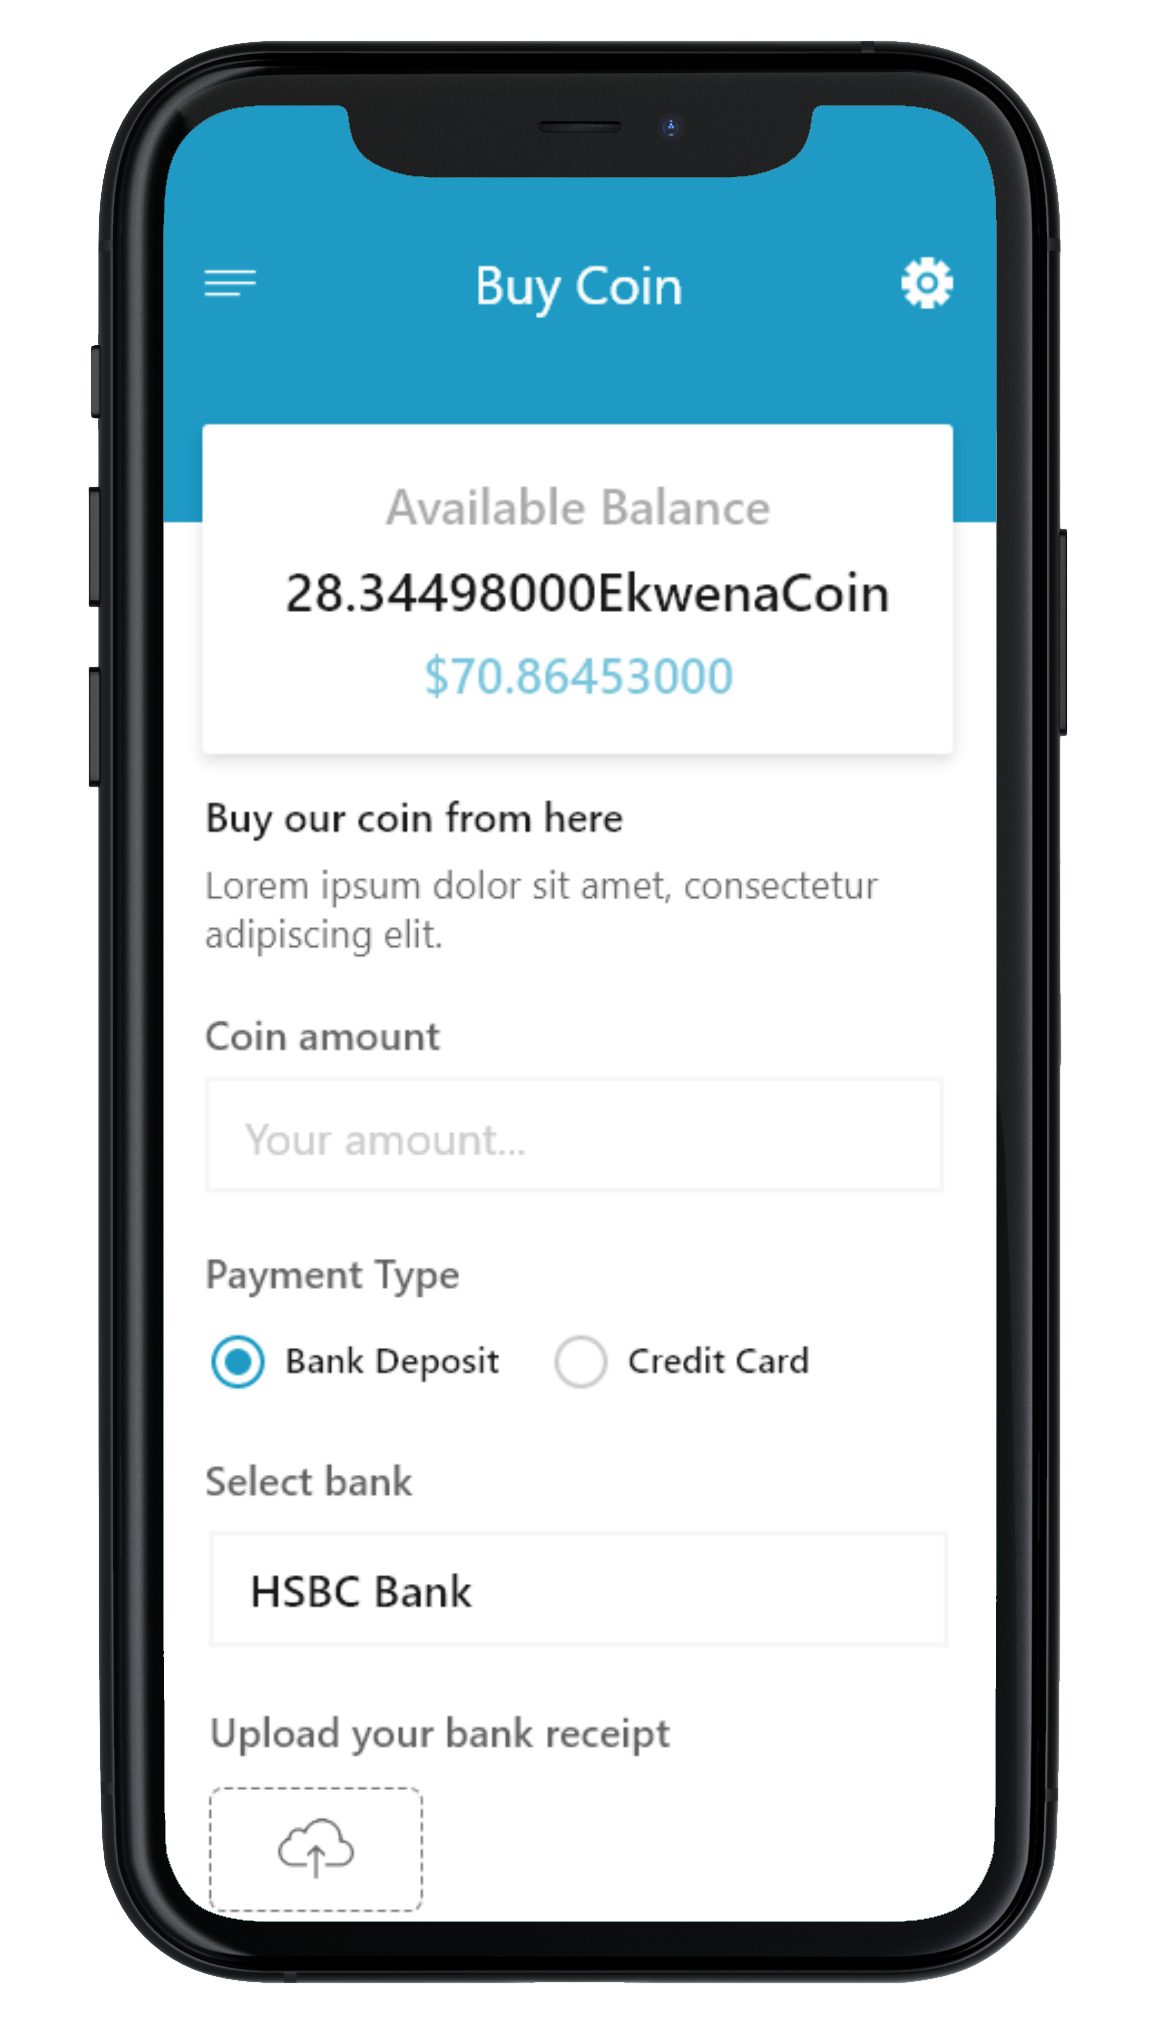 Buy Coin
Available Balance
28.34498000EkwenaCoin
$70.86453000
Buy our coin from here
Lorem ipsum dolor sit amet, consectetur
adipiscing elit.
Coin amount
Your amount...
Payment Type
Bank Deposit Credit Card
Select bank
HSBC Bank
Upload your bank receipt